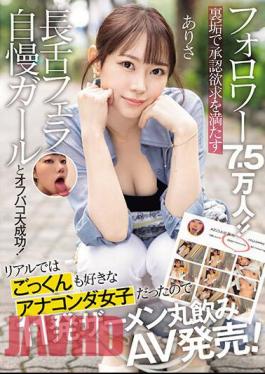 フォロワー7.5万人!!
裏垢で承認欲求を満たす
ありさ
長舌フェラ
自慢ガール
とオフパコ大成功!
リアルでは
ごっくんも好きな
アナコンダ女子
だったので
メン丸飲み
AV発売!